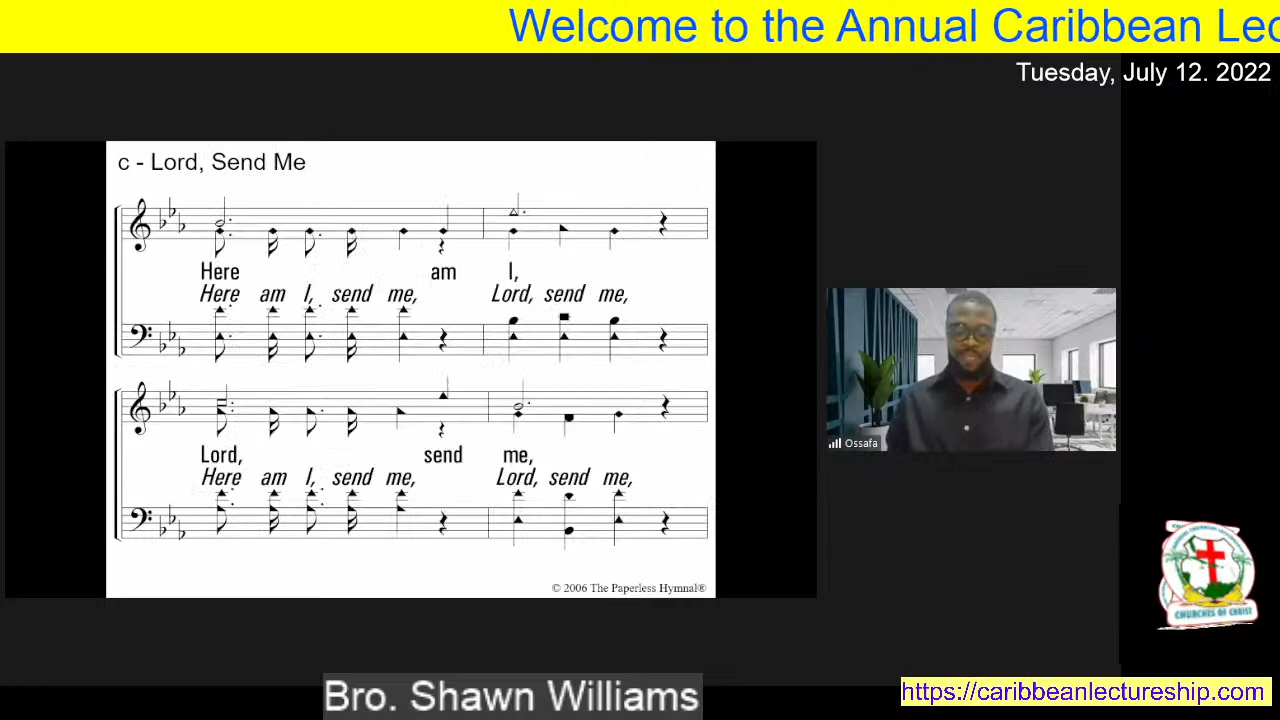 Welcome to the Annual Caribbean Lec
Tuesday, July 12. 2022
c - Lord, Send Me
Here am I,
Here am I, send me, Lord, send me,
Lord, send me,
Here am I, send me, Lord, send me,
© 2006 The Paperless Hymnal®
Ossafa
CHURCHES OF CHRIST
Bro. Shawn Williams
https://caribbeanlectureship.com